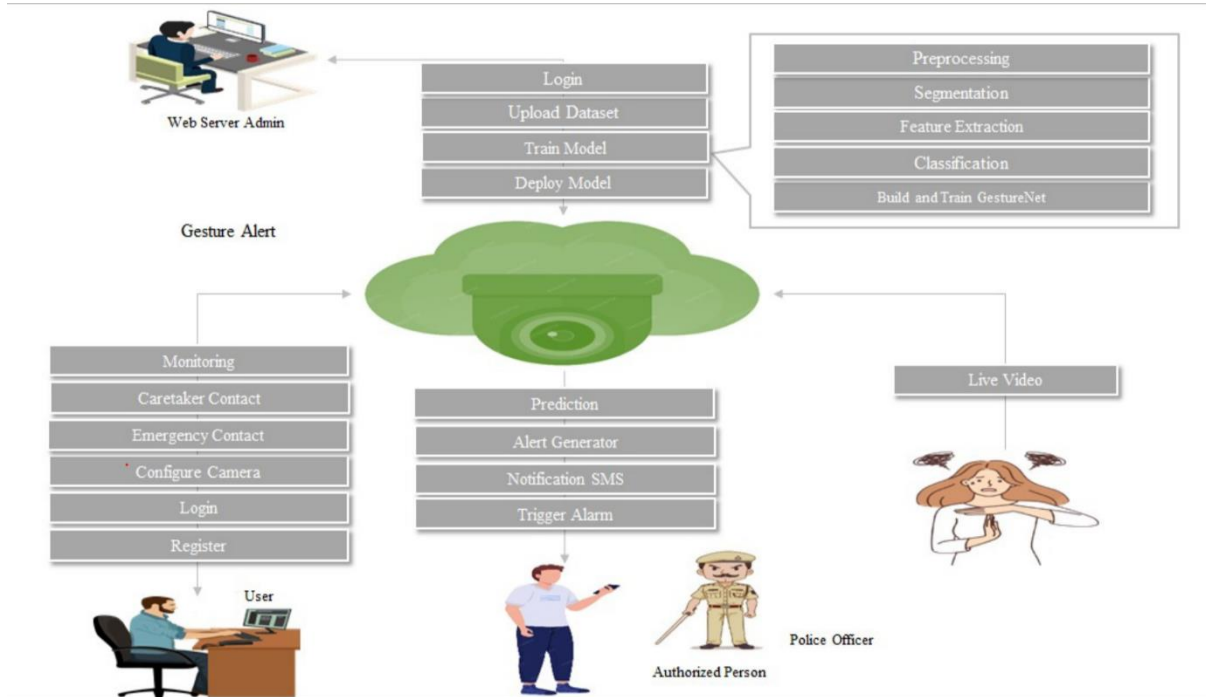 Web Server Admin
Login
Upload Dataset
Train Model
Deploy Model
Preprocessing
Segmentation
Feature Extraction
Classification
Build and Train GestureNet
Gesture Alert
Monitoring
Caretaker Contact
Emergency Contact
Configure Camera
Login
Register
User
Prediction
Alert Generator
Notification SMS
Trigger Alarm
Authorized Person
Police Officer
Live Video